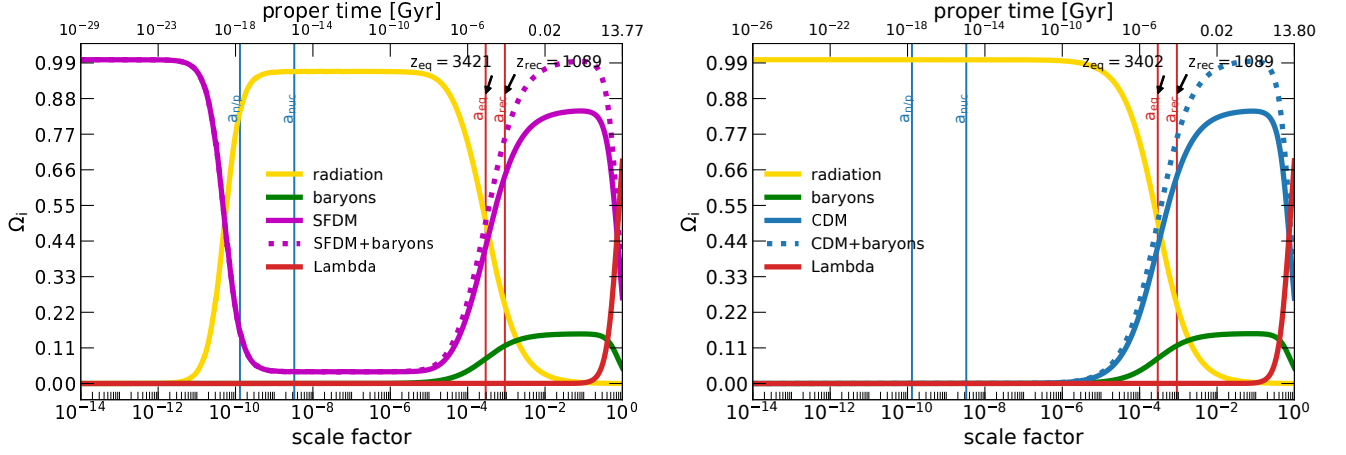 proper time [Gyr]
10⁻²⁹ 10⁻²³ 10⁻¹⁸ 10⁻¹⁴ 10⁻¹⁰ 10⁻⁶ 0.02 13.77
z_eq = 3421 z_rec = 1089
a_n/p a_nuc a_eq a_rec
Ω_i
0.99
0.88
0.77
0.66
0.55
0.44
0.33
0.22
0.11
0.00
radiation
baryons
SFDM
SFDM+baryons
Lambda
10⁻¹⁴ 10⁻¹² 10⁻¹⁰ 10⁻⁸ 10⁻⁶ 10⁻⁴ 10⁻² 10⁰
scale factor
proper time [Gyr]
10⁻²⁶ 10⁻²² 10⁻¹⁸ 10⁻¹⁴ 10⁻¹⁰ 10⁻⁶ 0.02 13.80
z_eq = 3402 z_rec = 1089
a_n/p a_nuc a_eq a_rec
Ω_i
0.99
0.88
0.77
0.66
0.55
0.44
0.33
0.22
0.11
0.00
radiation
baryons
CDM
CDM+baryons
Lambda
10⁻¹⁴ 10⁻¹² 10⁻¹⁰ 10⁻⁸ 10⁻⁶ 10⁻⁴ 10⁻² 10⁰
scale factor